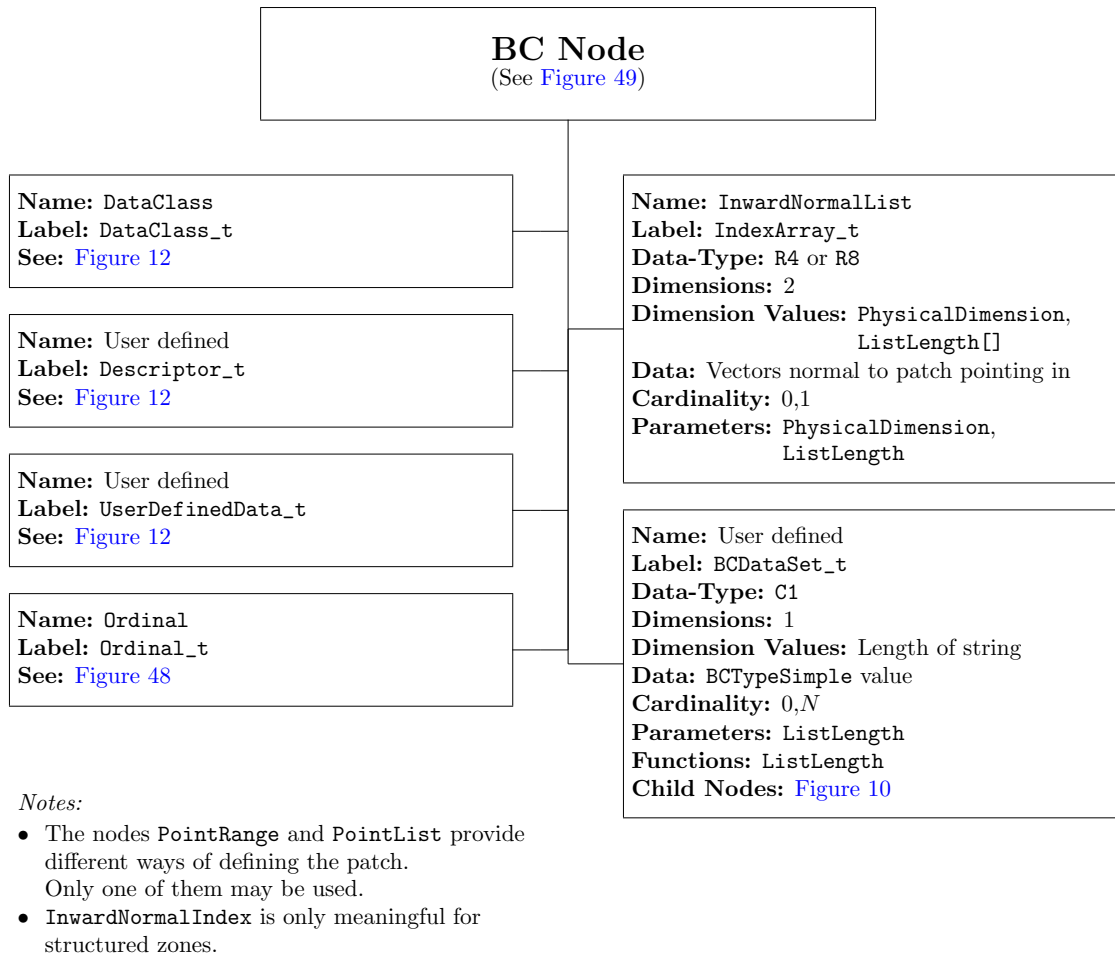 BC Node
(See Figure 49)
Name: DataClass
Label: DataClass_t
See: Figure 12
Name: User defined
Label: Descriptor_t
See: Figure 12
Name: User defined
Label: UserDefinedData_t
See: Figure 12
Name: Ordinal
Label: Ordinal_t
See: Figure 48
Name: InwardNormalList
Label: IndexArray_t
Data-Type: R4 or R8
Dimensions: 2
Dimension Values: PhysicalDimension,
ListLength[]
Data: Vectors normal to patch pointing in
Cardinality: 0,1
Parameters: PhysicalDimension,
ListLength
Name: User defined
Label: BCDataSet_t
Data-Type: C1
Dimensions: 1
Dimension Values: Length of string
Data: BCTypeSimple value
Cardinality: 0,N
Parameters: ListLength
Functions: ListLength
Child Nodes: Figure 10
Notes:
• The nodes PointRange and PointList provide
different ways of defining the patch.
Only one of them may be used.
• InwardNormalIndex is only meaningful for
structured zones.